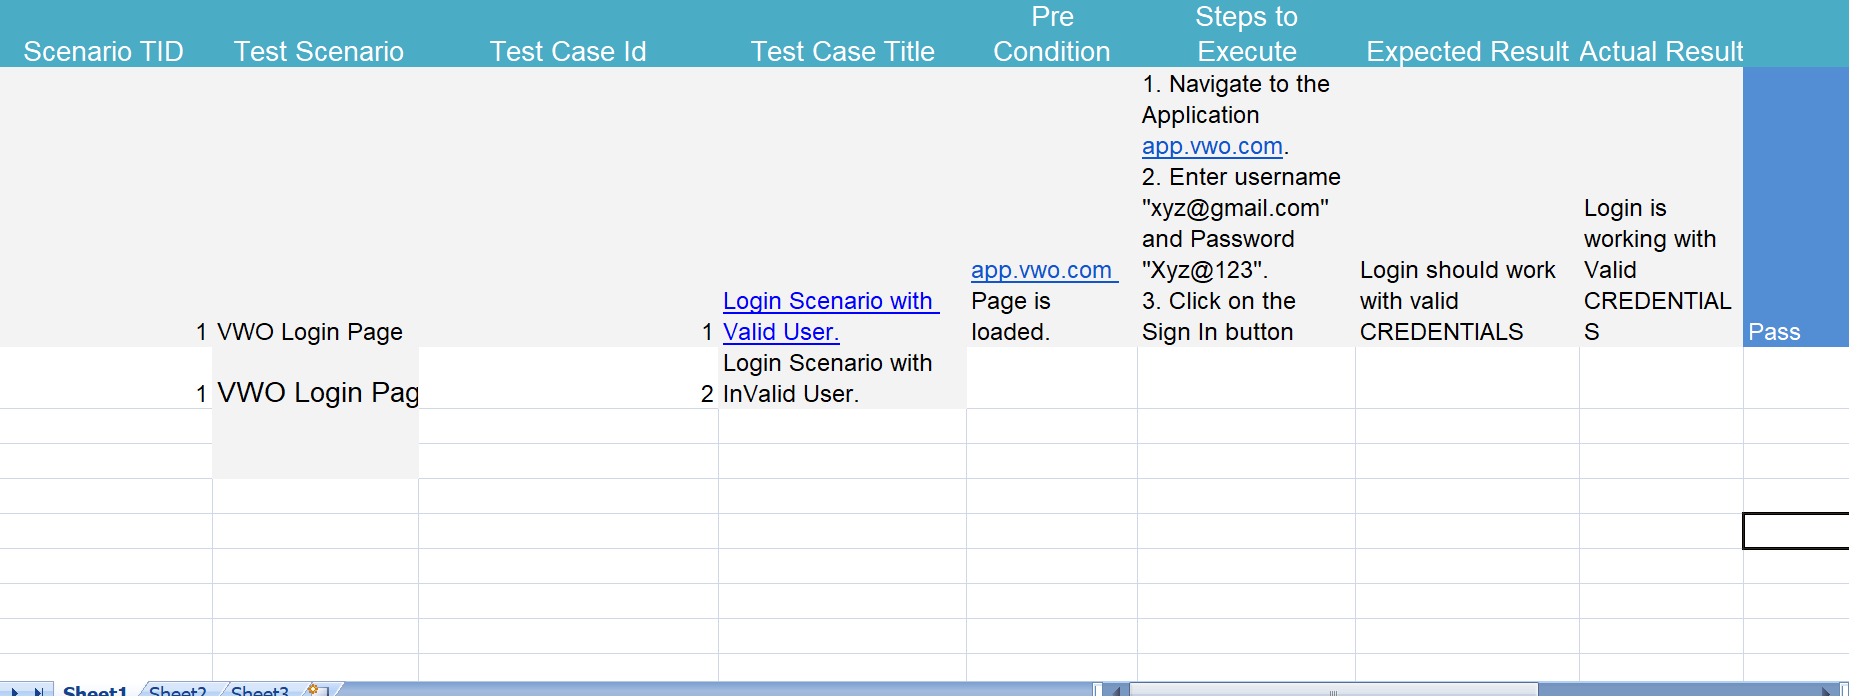 Scenario TID
Test Scenario
Test Case Id
Test Case Title
Pre
Condition
Steps to
Execute
Expected Result
Actual Result
1
VWO Login Page
1
Login Scenario with
Valid User.
app.vwo.com
Page is
loaded.
1. Navigate to the
Application
app.vwo.com.
2. Enter username
"xyz@gmail.com"
and Password
"Xyz@123".
3. Click on the
Sign In button
Login should work
with valid
CREDENTIALS
Login is
working with
Valid
CREDENTIAL
S
Pass
1
VWO Login Pag
2
Login Scenario with
InValid User.
Sheet1
Sheet2
Sheet3